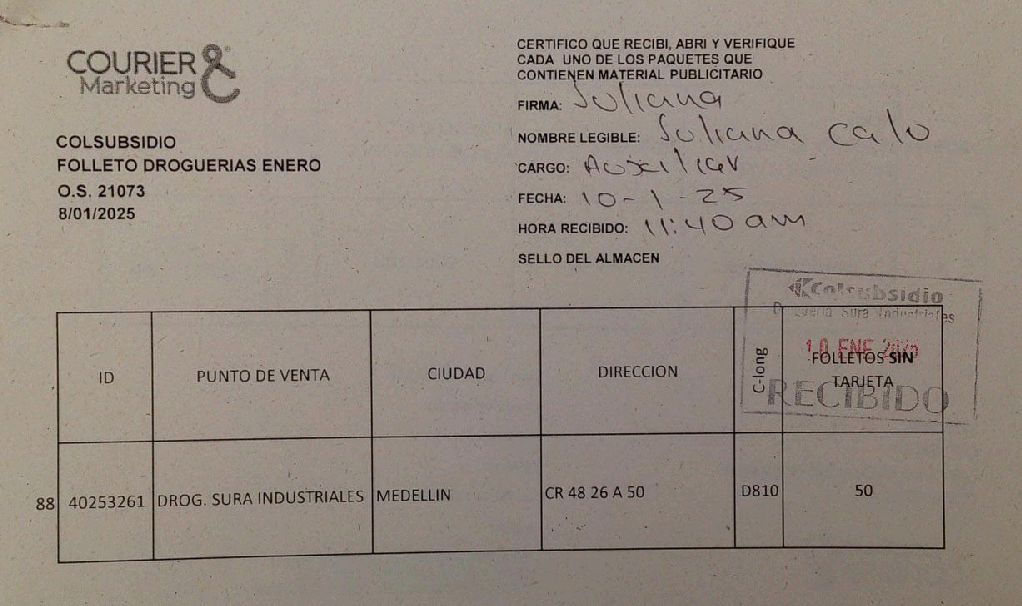 COURIER &
Marketing
COLSUBSIDIO
FOLLETO DROGUERIAS ENERO
O.S. 21073
8/01/2025
CERTIFICO QUE RECIBI, ABRI Y VERIFIQUE
CADA UNO DE LOS PAQUETES QUE
CONTIENEN MATERIAL PUBLICITARIO
FIRMA: Juliana
NOMBRE LEGIBLE: Juliana Calo
CARGO: Auxiliar
FECHA: 10-1-25
HORA RECIBIDO: 11:40 am
SELLO DEL ALMACEN
Colsubsidio
Droguería Sura Industriales
10 ENE 2025
RECIBIDO
ID PUNTO DE VENTA CIUDAD DIRECCION C-long FOLLETOS SIN
TARJETA
88 40253261 DROG. SURA INDUSTRIALES MEDELLIN CR 48 26 A 50 D810 50